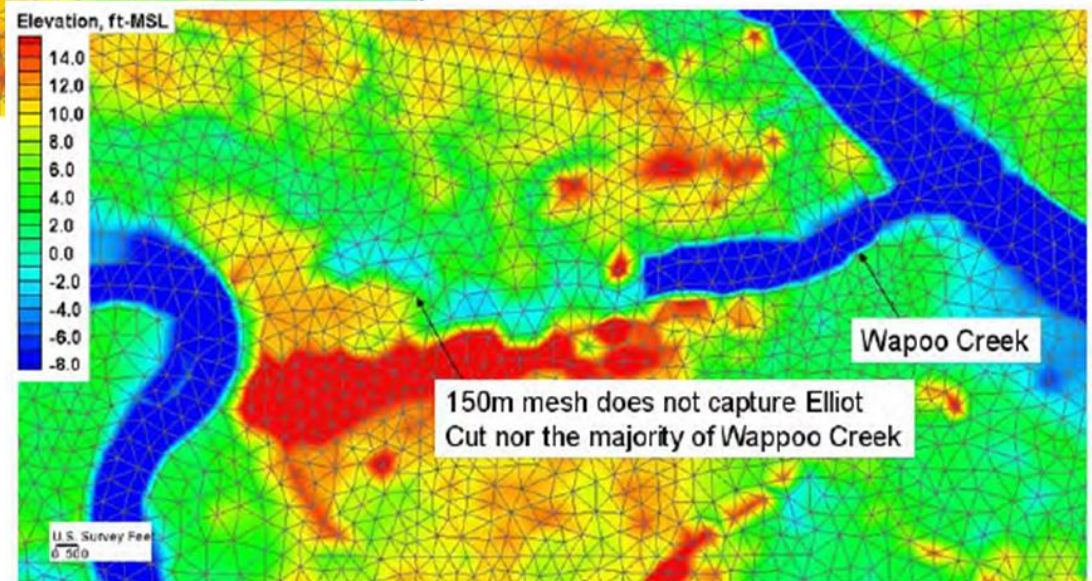 Elevation, ft-MSL
14.0
12.0
10.0
8.0
6.0
4.0
2.0
0.0
-2.0
-4.0
-6.0
-8.0
Wapoo Creek
150m mesh does not capture Elliot
Cut nor the majority of Wappoo Creek
U.S. Survey Feet
0 500